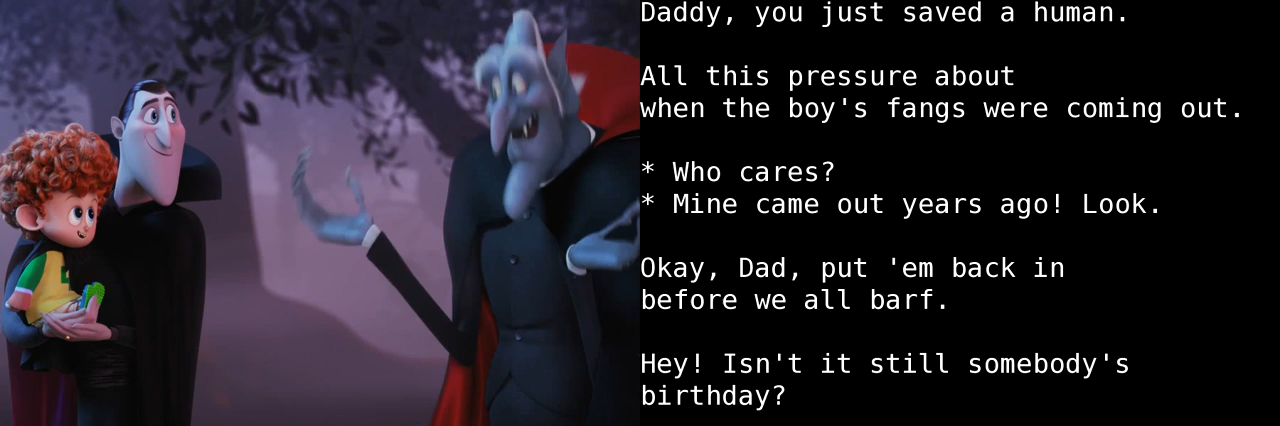 Daddy, you just saved a human.
All this pressure about
when the boy's fangs were coming out.
* Who cares?
* Mine came out years ago! Look.
Okay, Dad, put 'em back in
before we all barf.
Hey! Isn't it still somebody's
birthday?